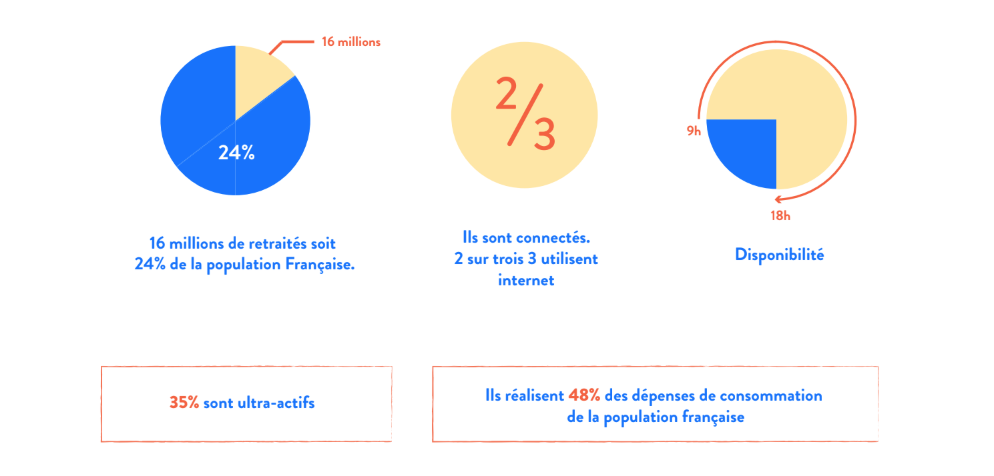 16 millions
24%
2/3
9h
18h
16 millions de retraités soit
24% de la population Française.
Ils sont connectés.
2 sur trois 3 utilisent
internet
Disponibilité
35% sont ultra-actifs
Ils réalisent 48% des dépenses de consommation
de la population française